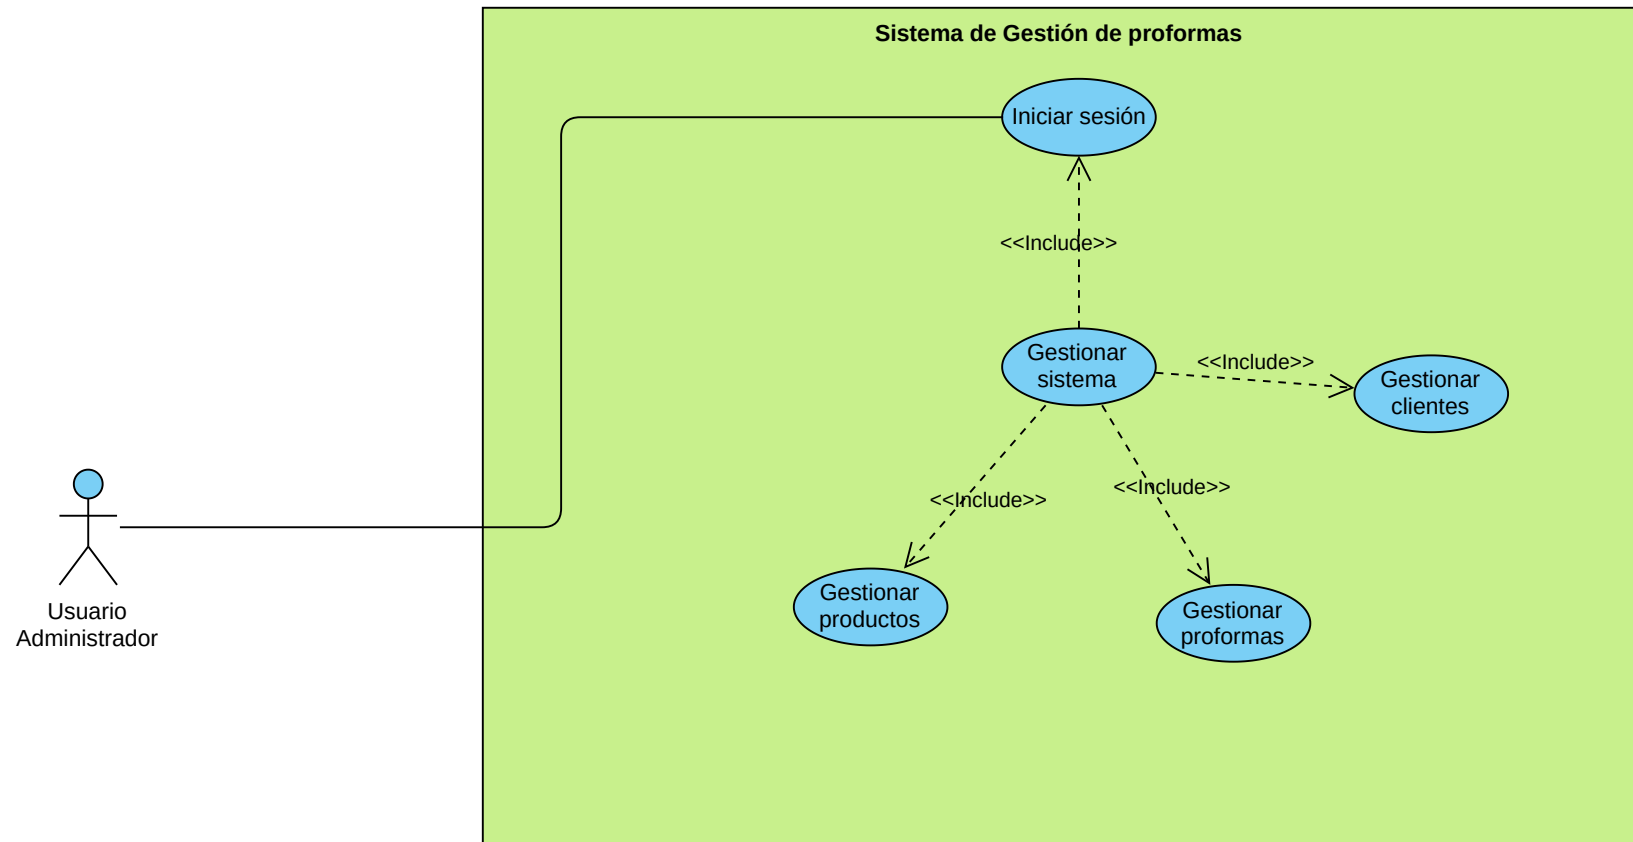 Sistema de Gestión de proformas
Iniciar sesión
<<Include>>
Gestionar
sistema
<<Include>>
Gestionar
clientes
<<Include>>
<<Include>>
Gestionar
productos
Gestionar
proformas
Usuario
Administrador